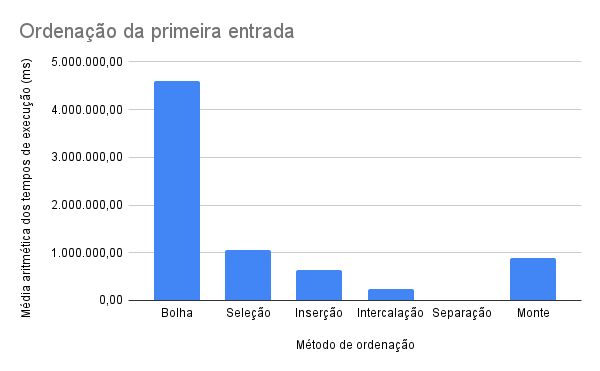 Ordenação da primeira entrada
Média aritmética dos tempos de execução (ms)
5.000.000,00
4.000.000,00
3.000.000,00
2.000.000,00
1.000.000,00
0,00
Bolha Seleção Inserção Intercalação Separação Monte
Método de ordenação